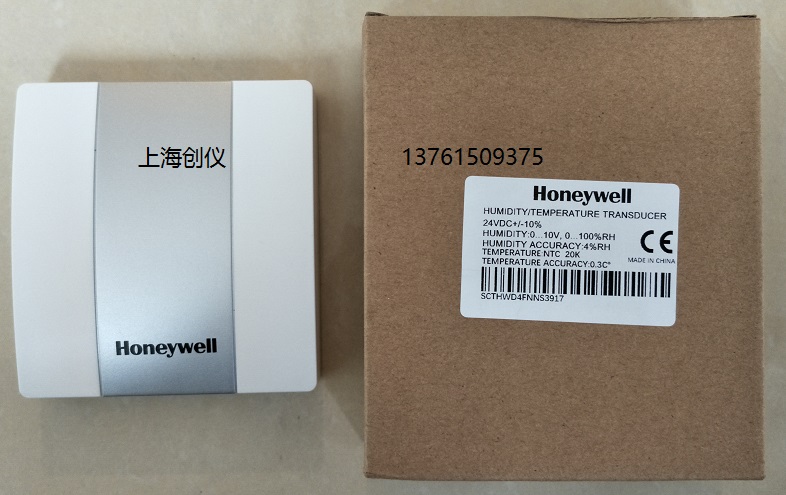 上海创仪
Honeywell
13761509375
Honeywell
HUMIDITY/TEMPERATURE TRANSDUCER
24VDC+/-10%
HUMIDITY:0...10V, 0...100%RH
HUMIDITY ACCURACY:4%RH
TEMPERATURE:NTC 20K
TEMPERATURE ACCURACY:0.3C°
CE
MADE IN CHINA
SCTHWD4FNNS3917